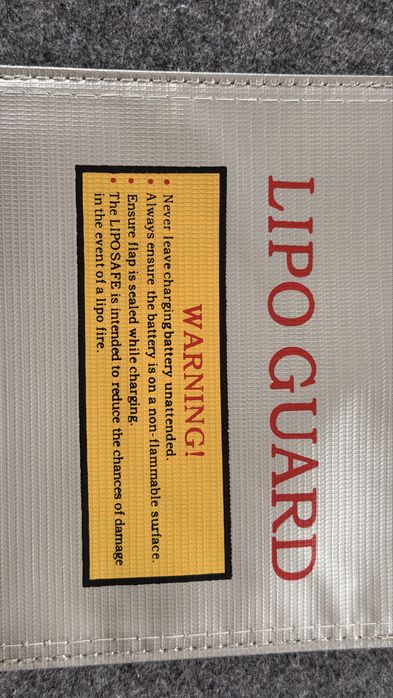 LIPO GUARD
WARNING!
• Never leave charging battery unattended.
• Always ensure the battery is on a non-flammable surface.
• Ensure flap is sealed while charging.
• The LIPOSAFE is intended to reduce the chances of damage
in the event of a lipo fire.